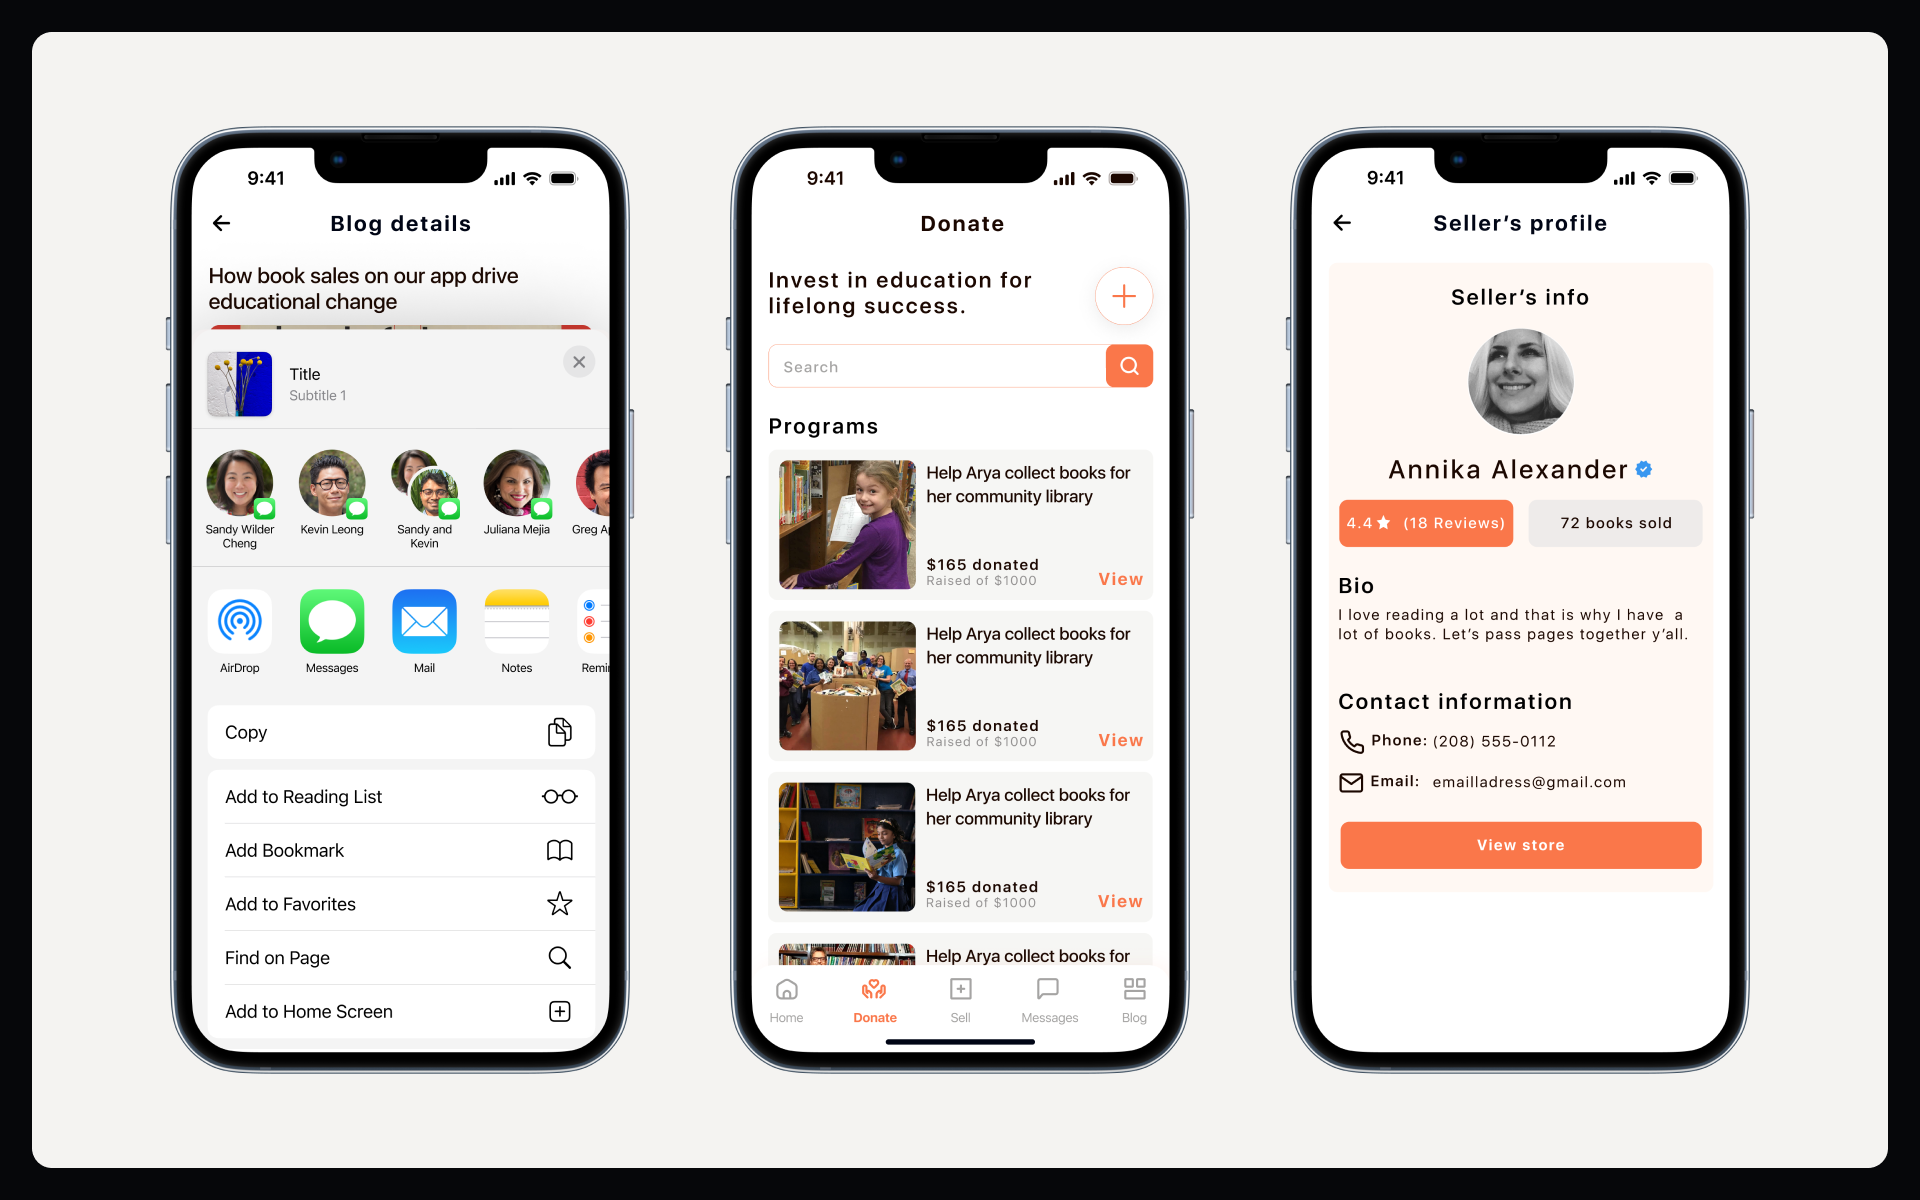 9:41
Blog details
How book sales on our app drive
educational change
Title
Subtitle 1
Sandy Wilder
Cheng
Kevin Leong
Sandy and
Kevin
Juliana Mejia
Greg Ap
AirDrop
Messages
Mail
Notes
Remin
Copy
Add to Reading List
Add Bookmark
Add to Favorites
Find on Page
Add to Home Screen
9:41
Donate
Invest in education for
lifelong success.
Search
Programs
Help Arya collect books for
her community library
$165 donated
Raised of $1000
View
Help Arya collect books for
her community library
$165 donated
Raised of $1000
View
Help Arya collect books for
her community library
$165 donated
Raised of $1000
View
Help Arya collect books for
Home
Donate
Sell
Messages
Blog
9:41
Seller's profile
Seller's info
Annika Alexander
4.4 (18 Reviews)
72 books sold
Bio
I love reading a lot and that is why I have a
lot of books. Let's pass pages together y'all.
Contact information
Phone: (208) 555-0112
Email: emailladress@gmail.com
View store